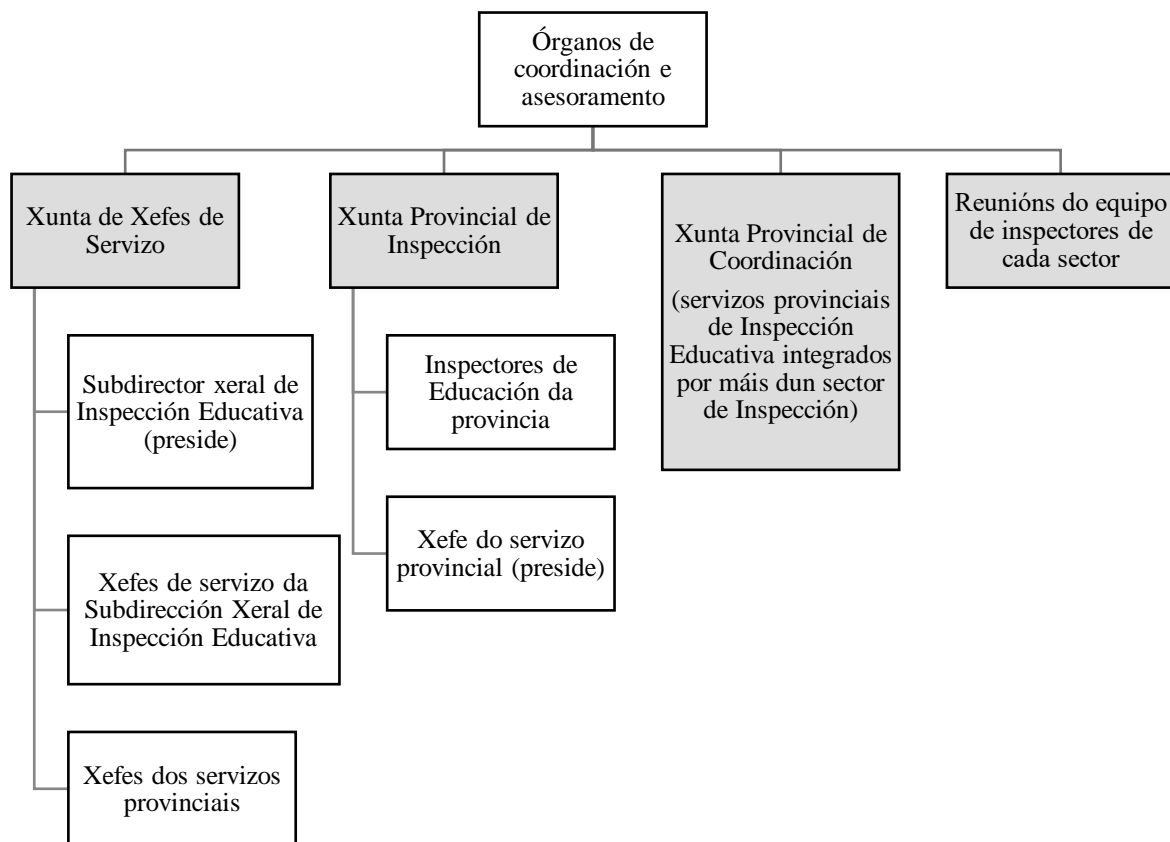 Órganos de
coordinación e
asesoramento
Xunta de Xefes de
Servizo
Subdirector xeral de
Inspección Educativa
(preside)
Xefes de servizo da
Subdirección Xeral de
Inspección Educativa
Xefes dos servizos
provinciais
Xunta Provincial de
Inspección
Inspectores de
Educación da
provincia
Xefe do servizo
provincial (preside)
Xunta Provincial de
Coordinación
(servizos provinciais
de Inspección
Educativa integrados
por máis dun sector
de Inspección)
Reunións do equipo
de inspectores de
cada sector